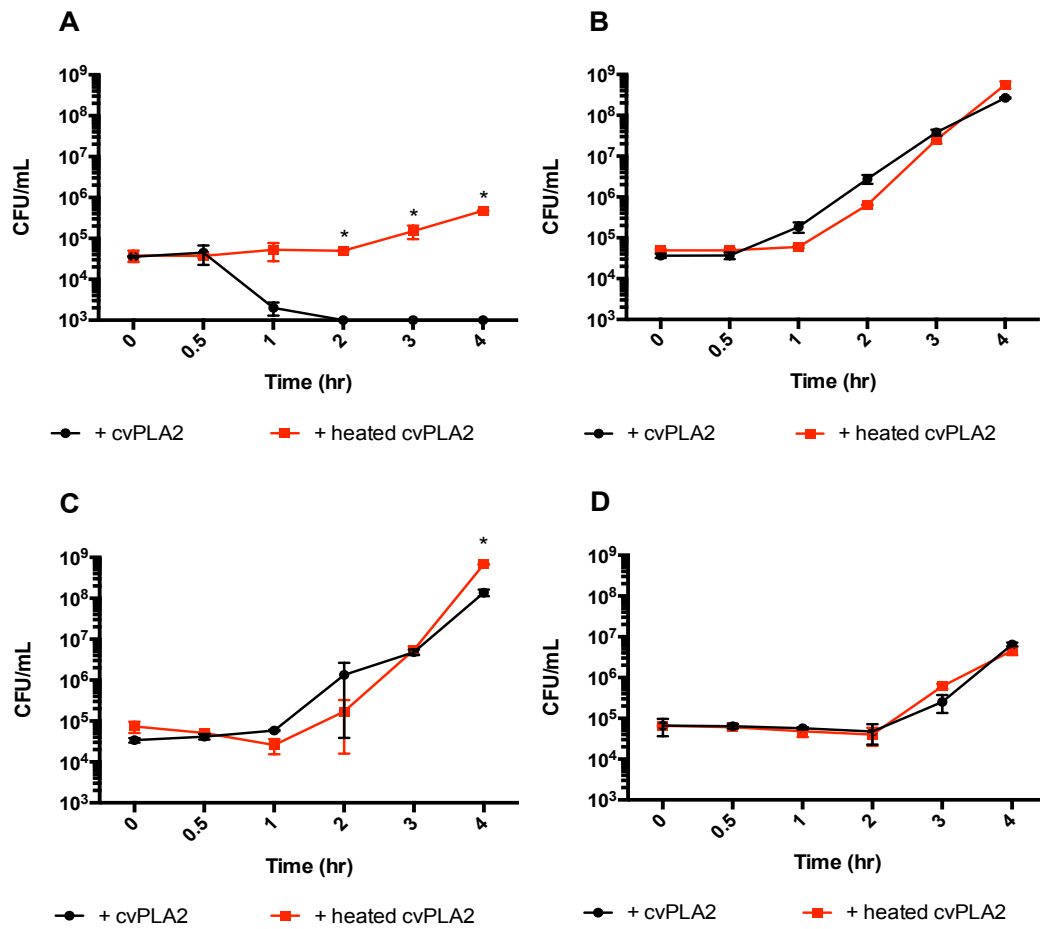 A
10⁹
10⁸
10⁷
10⁶
10⁵
10⁴
10³
CFU/mL
* * *
0 0.5 1 2 3 4
Time (hr)
+ cvPLA2 + heated cvPLA2
B
10⁹
10⁸
10⁷
10⁶
10⁵
10⁴
10³
CFU/mL
0 0.5 1 2 3 4
Time (hr)
+ cvPLA2 + heated cvPLA2
C
10⁹
10⁸
10⁷
10⁶
10⁵
10⁴
10³
CFU/mL
*
0 0.5 1 2 3 4
Time (hr)
+ cvPLA2 + heated cvPLA2
D
10⁹
10⁸
10⁷
10⁶
10⁵
10⁴
10³
CFU/mL
0 0.5 1 2 3 4
Time (hr)
+ cvPLA2 + heated cvPLA2